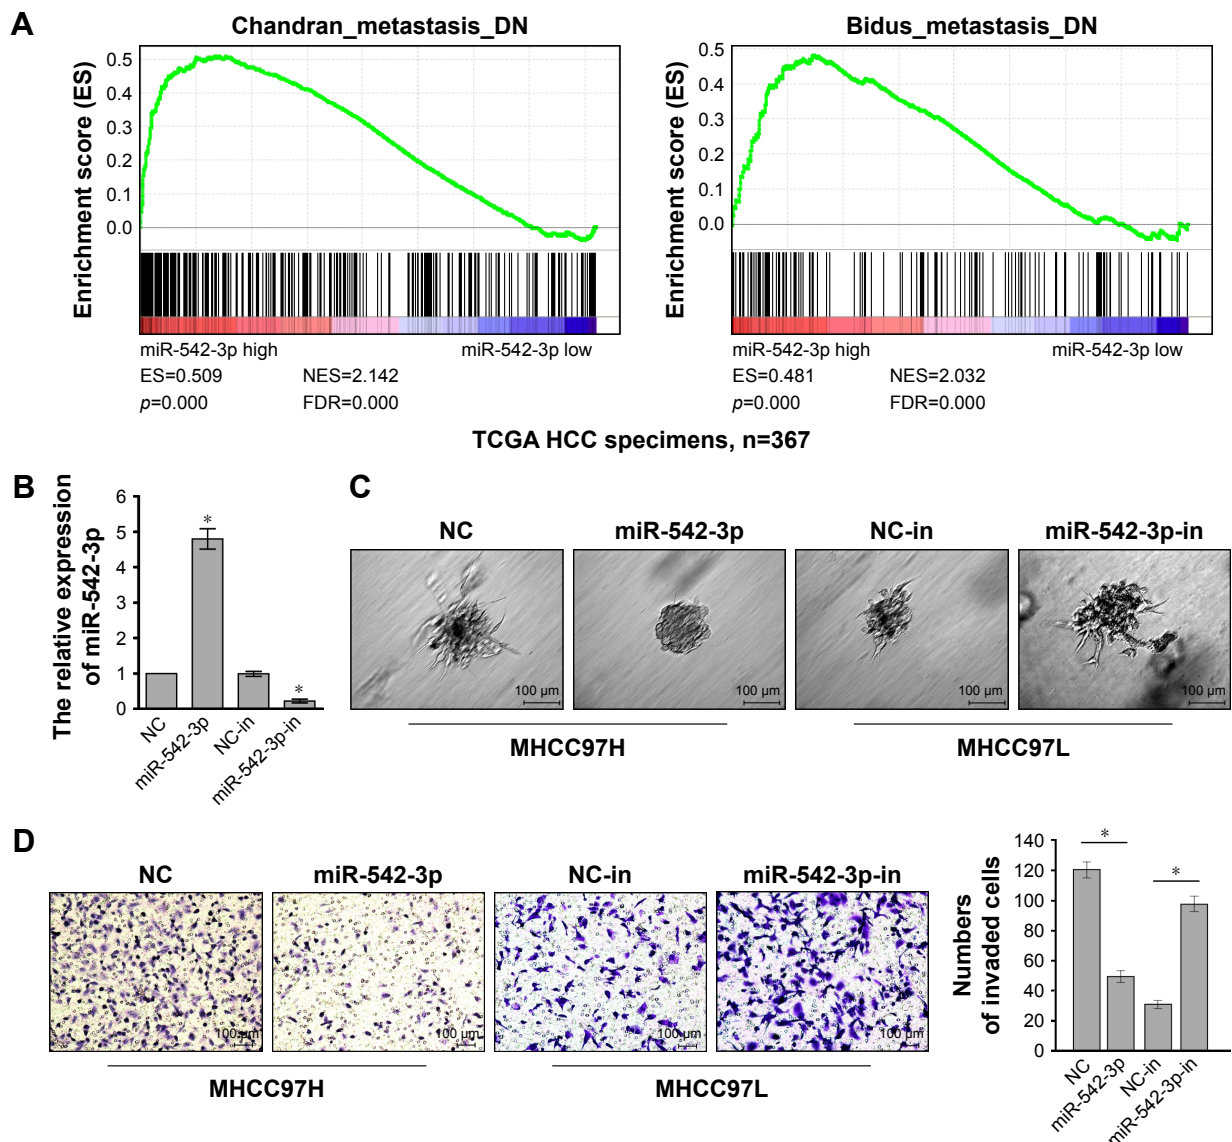 A
Chandran_metastasis_DN
Bidus_metastasis_DN
Enrichment score (ES)
0.5
0.4
0.3
0.2
0.1
0.0
Enrichment score (ES)
0.5
0.4
0.3
0.2
0.1
0.0
miR-542-3p high
miR-542-3p low
ES=0.509
NES=2.142
p=0.000
FDR=0.000
miR-542-3p high
miR-542-3p low
ES=0.481
NES=2.032
p=0.000
FDR=0.000
TCGA HCC specimens, n=367
B
The relative expression
of miR-542-3p
6
5
4
3
2
1
0
*
*
NC
miR-542-3p
NC-in
miR-542-3p-in
C
NC
miR-542-3p
NC-in
miR-542-3p-in
100 µm
100 µm
100 µm
100 µm
MHCC97H
MHCC97L
D
NC
miR-542-3p
NC-in
miR-542-3p-in
100 µm
100 µm
100 µm
100 µm
MHCC97H
MHCC97L
Numbers
of invaded cells
140
120
100
80
60
40
20
0
*
*
NC
miR-542-3p
NC-in
miR-542-3p-in